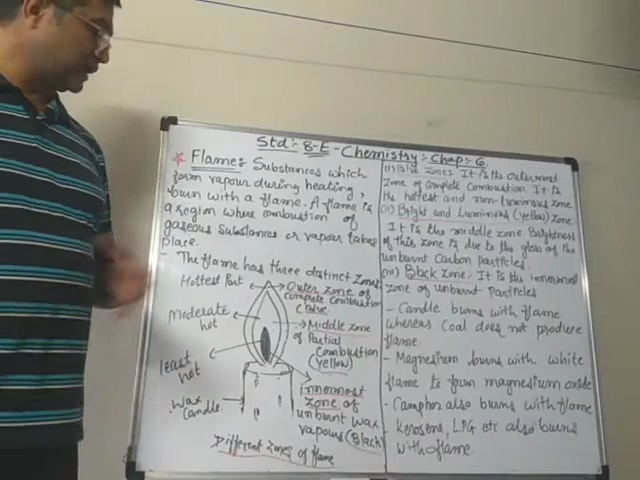 Std:- 8-E - Chemistry:- Chap:- 6
* Flame:- Substances which
form vapour during heating,
burn with a flame. A flame is
a region where combustion of
gaseous substances or vapour takes
place.
- The flame has three distinct zones
Hottest Part
Outer zone of
complete combustion
(Blue)
moderate
hot
Middle zone
of Partial
Combustion
(yellow)
least
hot
Innermost
zone of
unburnt wax
vapours (Black)
Wax
candle
Different zones of flame
(i) Blue zone: It is the outermost
zone of complete combustion. It is
the hottest and non-luminous zone
(ii) Bright and Luminous (yellow) zone
It is the middle zone. Brightness
of this zone is due to the glow of the
unburnt Carbon particles.
(iii) Black zone: It is the innermost
zone of unburnt particles
- Candle burns with flame
whereas Coal does not produce
flame
- Magnesium burns with white
flame to form magnesium oxide
- Camphor also burns with flame
- Kerosene, LPG etc also burns
with flame.